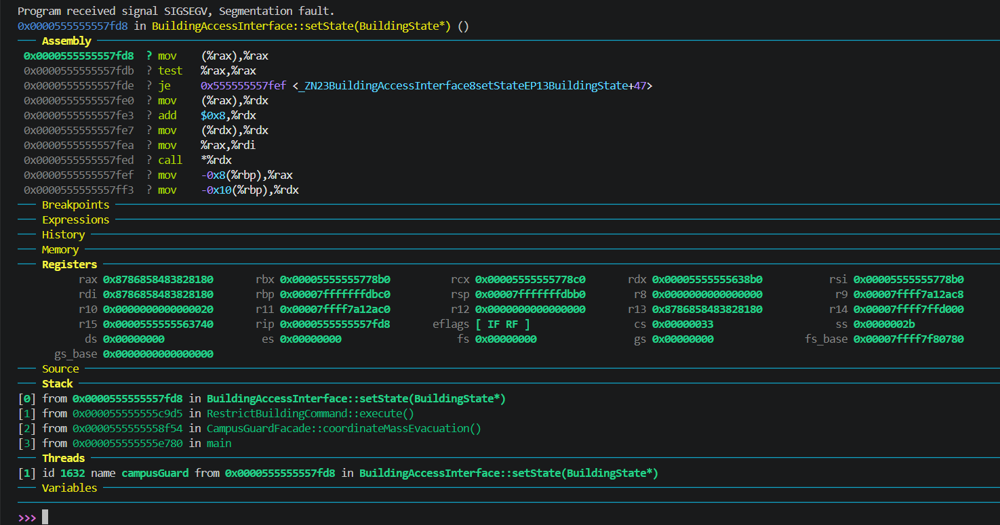 Program received signal SIGSEGV, Segmentation fault.
0x0000555555557fd8 in BuildingAccessInterface::setState(BuildingState*) ()
─── Assembly
0x0000555555557fd8 ? mov (%rax),%rax
0x0000555555557fdb ? test %rax,%rax
0x0000555555557fde ? je 0x555555557fef <_ZN23BuildingAccessInterface8setStateEP13BuildingState+47>
0x0000555555557fe0 ? mov (%rax),%rdx
0x0000555555557fe3 ? add $0x8,%rdx
0x0000555555557fe7 ? mov (%rdx),%rdx
0x0000555555557fea ? mov %rax,%rdi
0x0000555555557fed ? call *%rdx
0x0000555555557fef ? mov -0x8(%rbp),%rax
0x0000555555557ff3 ? mov -0x10(%rbp),%rdx
─── Breakpoints
─── Expressions
─── History
─── Memory
─── Registers
rax 0x8786858483828180 rbx 0x00005555555778b0 rcx 0x00005555555778c0 rdx 0x00005555555638b0 rsi 0x00005555555778b0
rdi 0x8786858483828180 rbp 0x00007fffffffdbc0 rsp 0x00007fffffffdbb0 r8 0x0000000000000000 r9 0x00007ffff7a12ac8
r10 0x0000000000000020 r11 0x00007ffff7a12ac0 r12 0x0000000000000000 r13 0x8786858483828180 r14 0x00007ffff7ffd000
r15 0x0000555555563740 rip 0x0000555555557fd8 eflags [ IF RF ] cs 0x00000033 ss 0x0000002b
ds 0x00000000 es 0x00000000 fs 0x00000000 gs 0x00000000 fs_base 0x00007ffff7f80780
gs_base 0x0000000000000000
─── Source
─── Stack
[0] from 0x0000555555557fd8 in BuildingAccessInterface::setState(BuildingState*)
[1] from 0x000055555555c9d5 in RestrictBuildingCommand::execute()
[2] from 0x0000555555558f54 in CampusGuardFacade::coordinateMassEvacuation()
[3] from 0x000055555555e780 in main
─── Threads
[1] id 1632 name campusGuard from 0x0000555555557fd8 in BuildingAccessInterface::setState(BuildingState*)
─── Variables
>>>